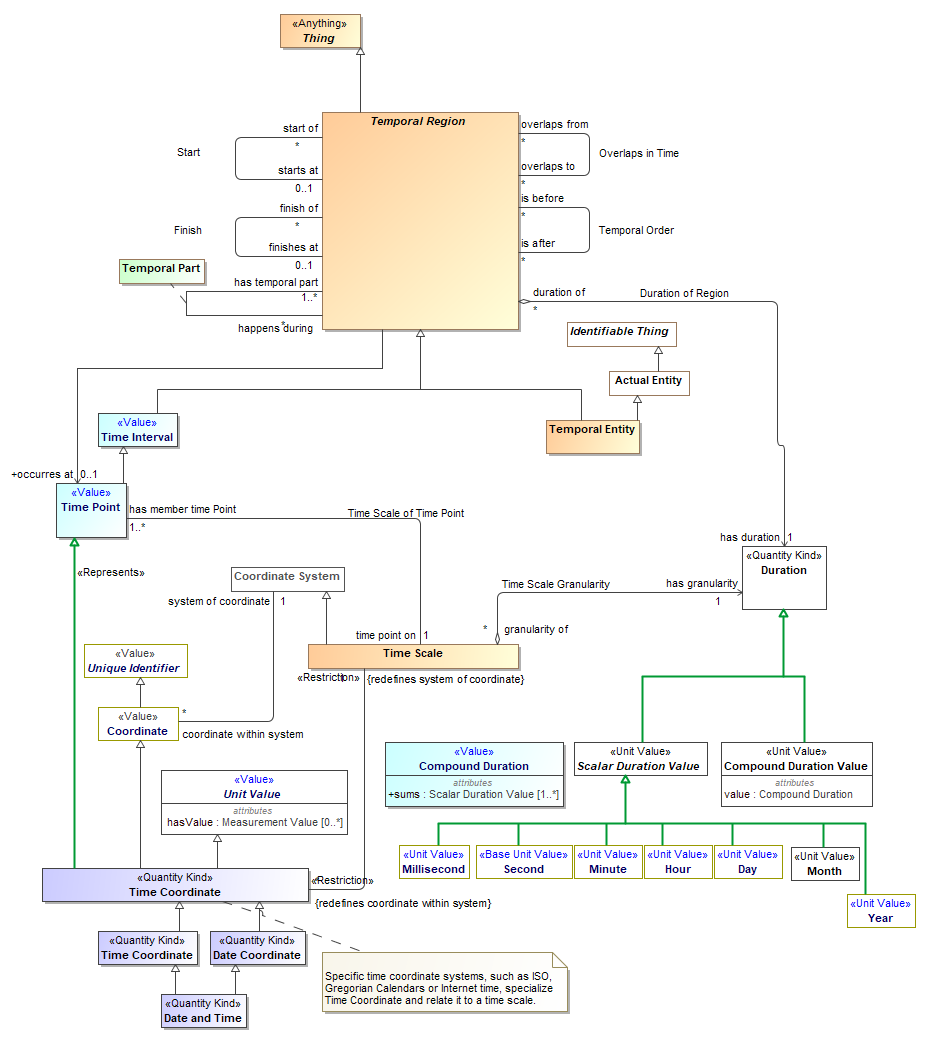 «Anything»
Thing
Temporal Region
start of
*
Start
starts at
0..1
finish of
*
Finish
finishes at
0..1
overlaps from
*
Overlaps in Time
overlaps to
*
is before
*
Temporal Order
is after
*
Temporal Part
has temporal part
1..*
*
happens during
duration of
*
Duration of Region
Identifiable Thing
Actual Entity
Temporal Entity
«Value»
Time Interval
+occurres at 0..1
«Value»
Time Point
has member time Point
1..*
Time Scale of Time Point
has duration 1
«Quantity Kind»
Duration
«Represents»
Coordinate System
system of coordinate 1
Time Scale Granularity
has granularity
1
* granularity of
time point on 1
Time Scale
«Restriction»
1
{redefines system of coordinate}
«Value»
Unique Identifier
«Value»
Coordinate
*
coordinate within system
«Value»
Unit Value
attributes
hasValue : Measurement Value [0..*]
«Value»
Compound Duration
attributes
+sums : Scalar Duration Value [1..*]
«Unit Value»
Scalar Duration Value
«Unit Value»
Compound Duration Value
attributes
value : Compound Duration
«Unit Value»
Millisecond
«Base Unit Value»
Second
«Unit Value»
Minute
«Unit Value»
Hour
«Unit Value»
Day
«Unit Value»
Month
«Unit Value»
Year
«Quantity Kind»
Time Coordinate
«Restriction»
{redefines coordinate within system}
«Quantity Kind»
Time Coordinate
«Quantity Kind»
Date Coordinate
«Quantity Kind»
Date and Time
Specific time coordinate systems, such as ISO,
Gregorian Calendars or Internet time, specialize
Time Coordinate and relate it to a time scale.